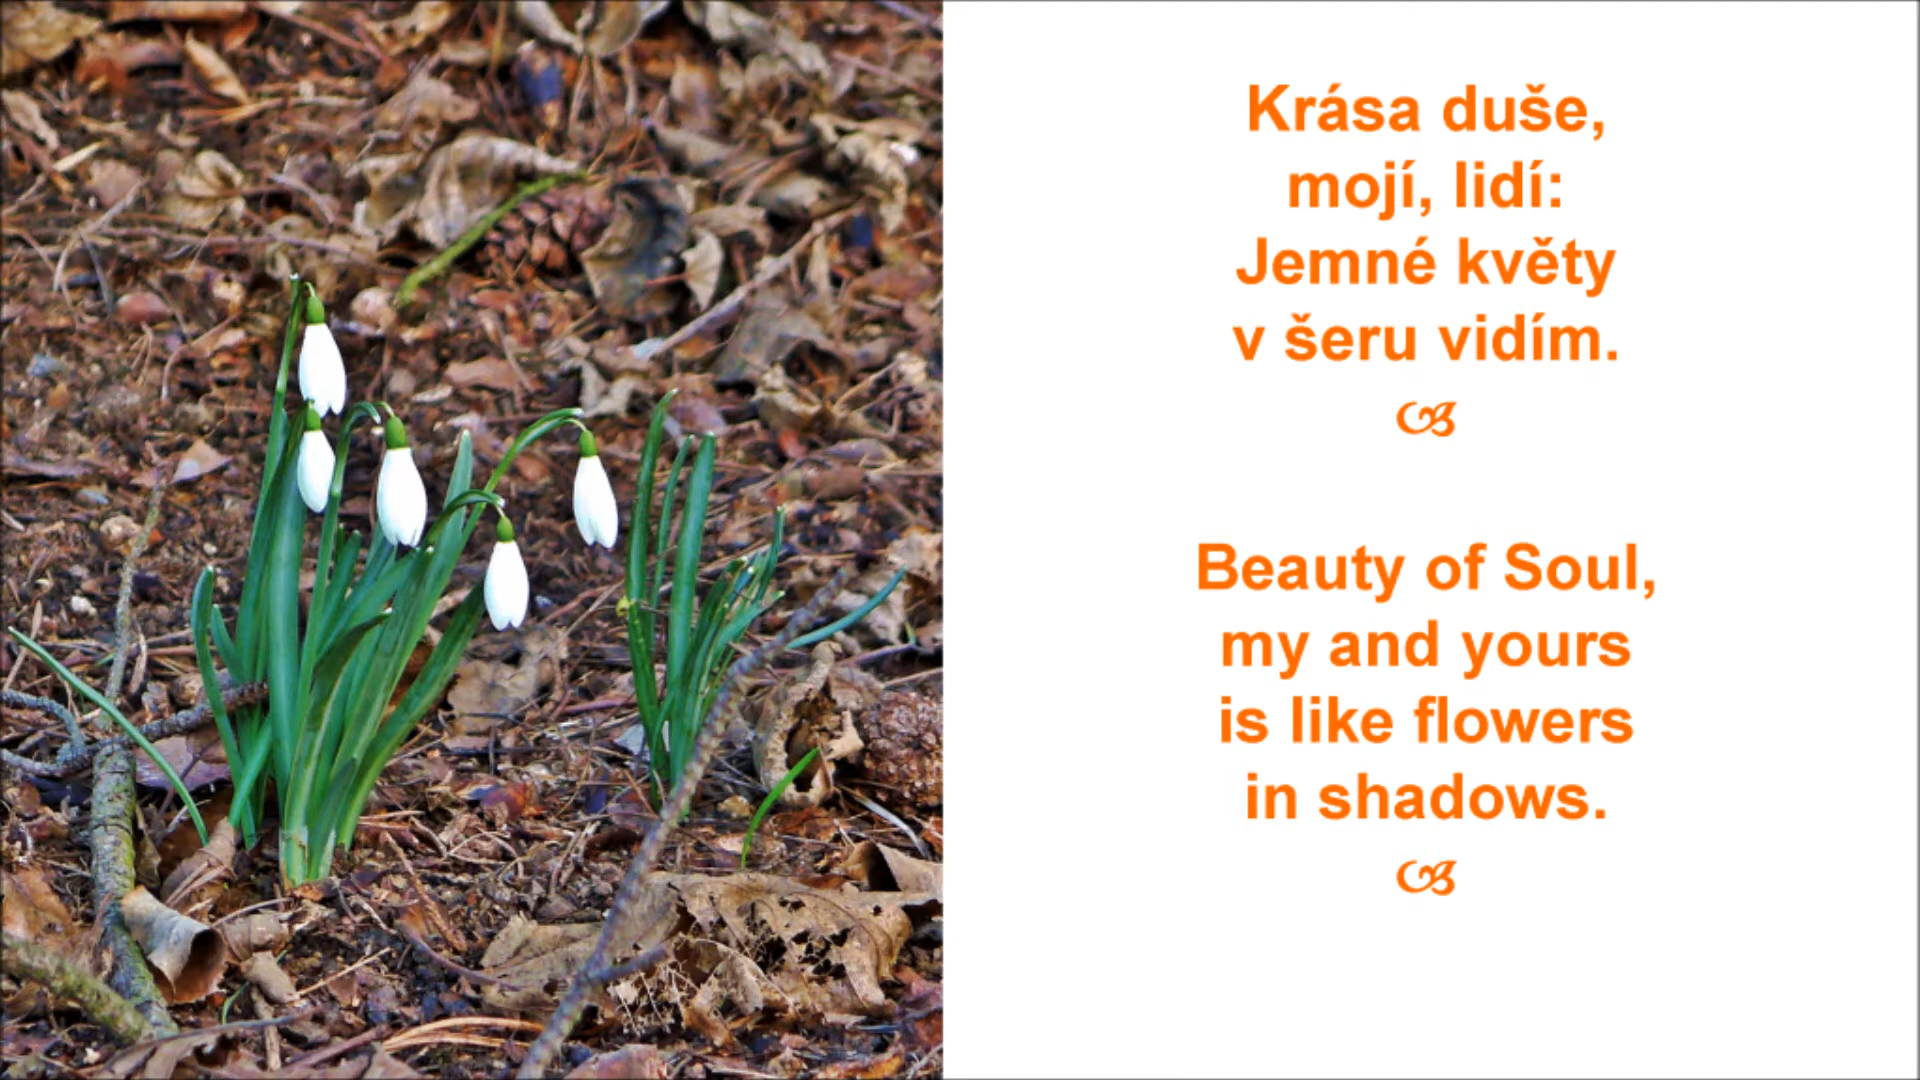 Krása duše,
mojí, lidí:
Jemné květy
v šeru vidím.
Beauty of Soul,
my and yours
is like flowers
in shadows.